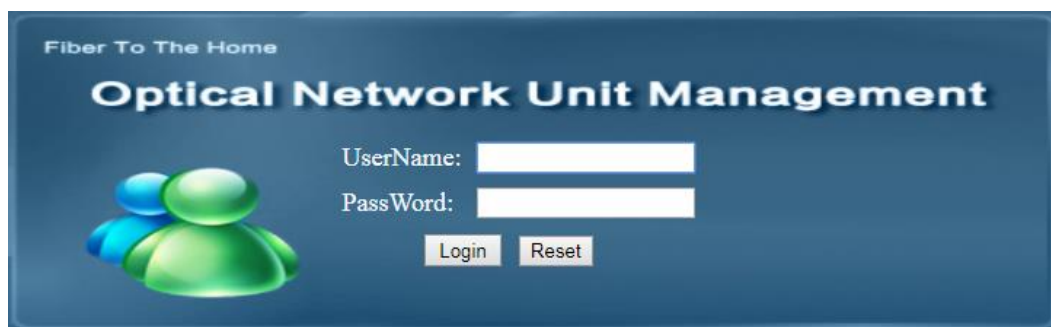 Fiber To The Home
Optical Network Unit Management
UserName:
PassWord:
Login Reset